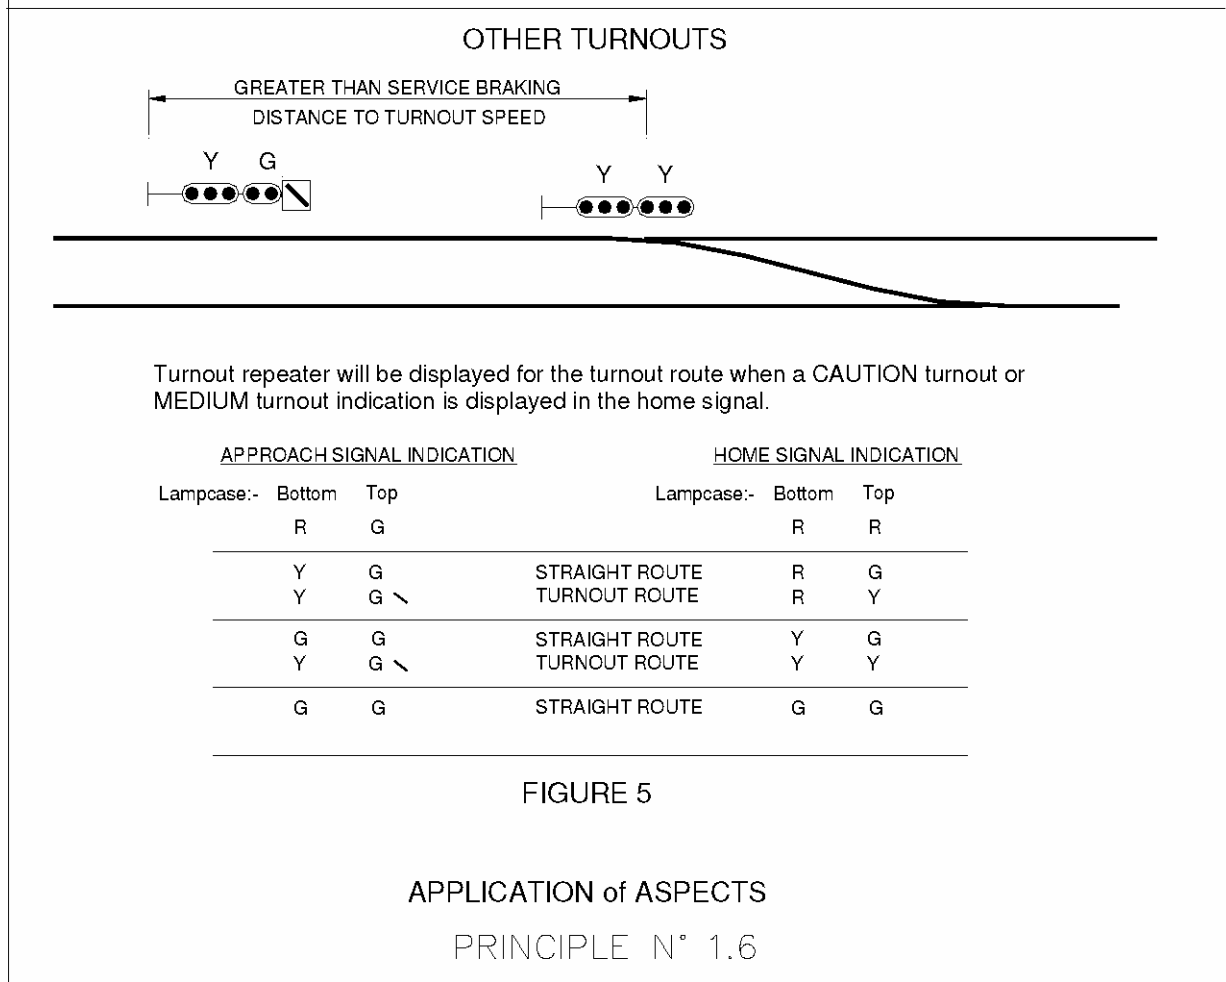 OTHER TURNOUTS
GREATER THAN SERVICE BRAKING
DISTANCE TO TURNOUT SPEED
Y G
Y Y
Turnout repeater will be displayed for the turnout route when a CAUTION turnout or
MEDIUM turnout indication is displayed in the home signal.
APPROACH SIGNAL INDICATION HOME SIGNAL INDICATION
Lampcase:- Bottom Top Lampcase:- Bottom Top
R G R R
Y G STRAIGHT ROUTE R G
Y G TURNOUT ROUTE R Y
G G STRAIGHT ROUTE Y G
Y G TURNOUT ROUTE Y Y
G G STRAIGHT ROUTE G G
FIGURE 5
APPLICATION of ASPECTS
PRINCIPLE N° 1.6